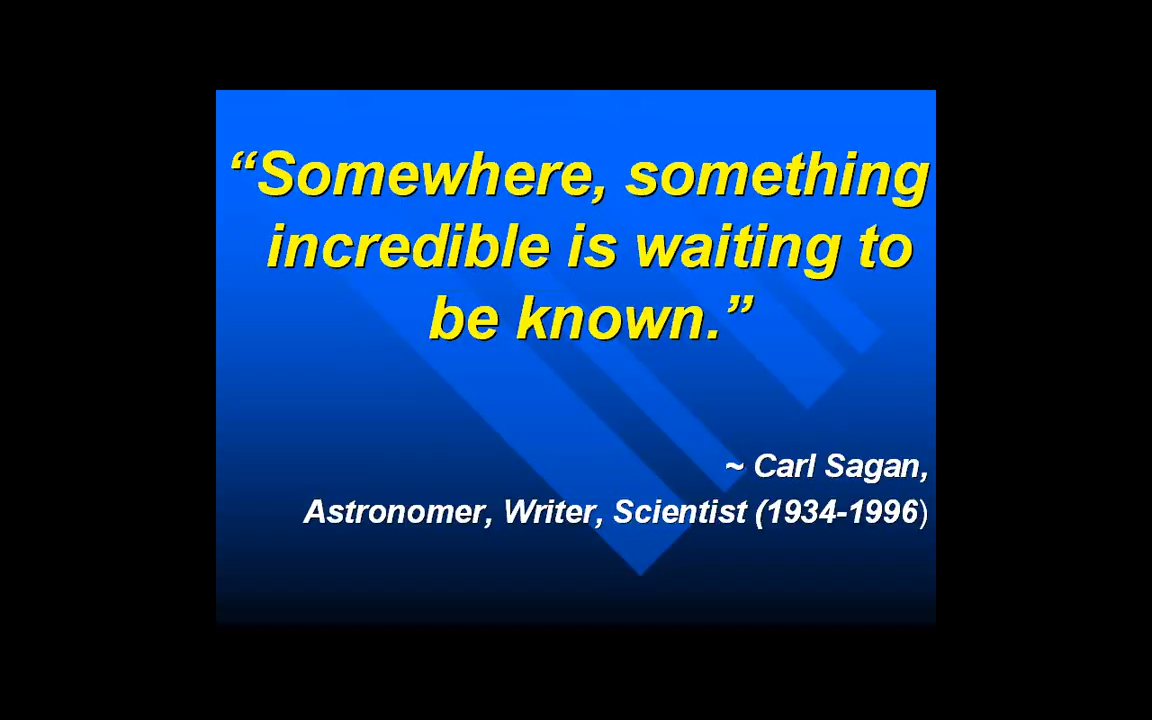 “Somewhere, something
incredible is waiting to
be known.”
~ Carl Sagan,
Astronomer, Writer, Scientist (1934-1996)